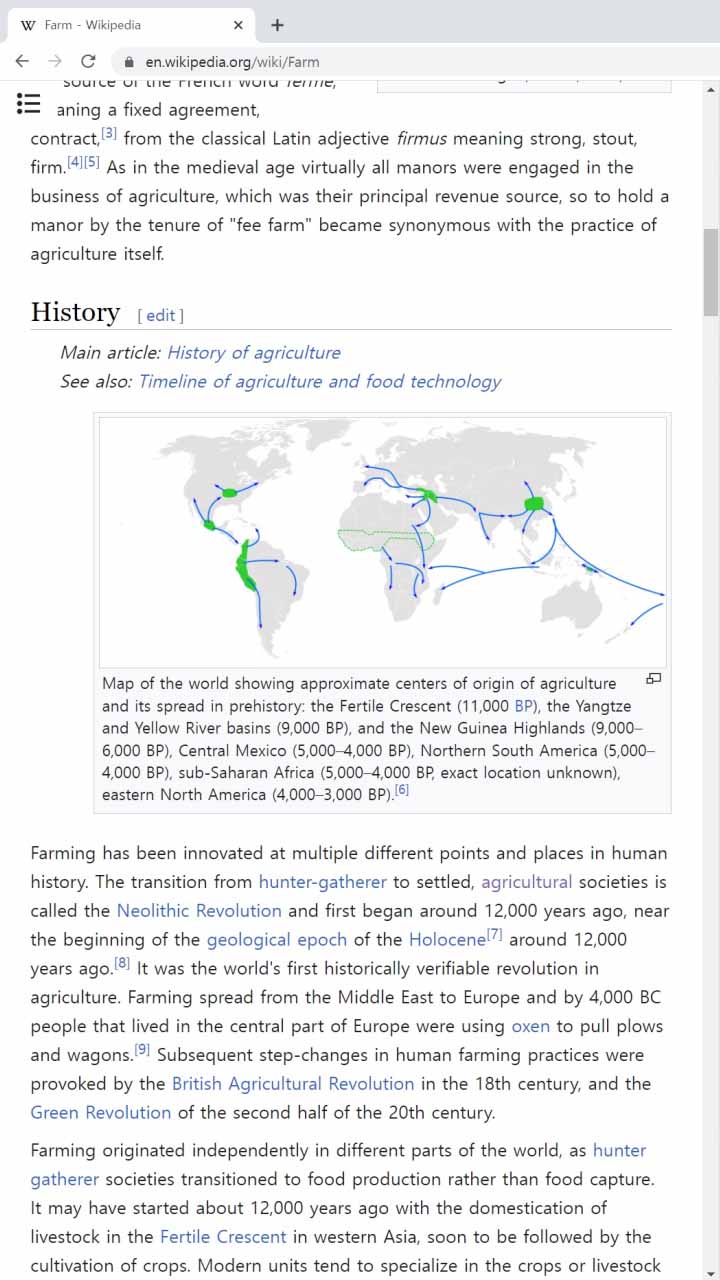 W Farm - Wikipedia
en.wikipedia.org/wiki/Farm
source of the French word ferme,
aning a fixed agreement,
contract,[3] from the classical Latin adjective firmus meaning strong, stout,
firm.[4][5] As in the medieval age virtually all manors were engaged in the
business of agriculture, which was their principal revenue source, so to hold a
manor by the tenure of "fee farm" became synonymous with the practice of
agriculture itself.
History [ edit ]
Main article: History of agriculture
See also: Timeline of agriculture and food technology
Map of the world showing approximate centers of origin of agriculture
and its spread in prehistory: the Fertile Crescent (11,000 BP), the Yangtze
and Yellow River basins (9,000 BP), and the New Guinea Highlands (9,000–
6,000 BP), Central Mexico (5,000–4,000 BP), Northern South America (5,000–
4,000 BP), sub-Saharan Africa (5,000–4,000 BP, exact location unknown),
eastern North America (4,000–3,000 BP).[6]
Farming has been innovated at multiple different points and places in human
history. The transition from hunter-gatherer to settled, agricultural societies is
called the Neolithic Revolution and first began around 12,000 years ago, near
the beginning of the geological epoch of the Holocene[7] around 12,000
years ago.[8] It was the world's first historically verifiable revolution in
agriculture. Farming spread from the Middle East to Europe and by 4,000 BC
people that lived in the central part of Europe were using oxen to pull plows
and wagons.[9] Subsequent step-changes in human farming practices were
provoked by the British Agricultural Revolution in the 18th century, and the
Green Revolution of the second half of the 20th century.
Farming originated independently in different parts of the world, as hunter
gatherer societies transitioned to food production rather than food capture.
It may have started about 12,000 years ago with the domestication of
livestock in the Fertile Crescent in western Asia, soon to be followed by the
cultivation of crops. Modern units tend to specialize in the crops or livestock